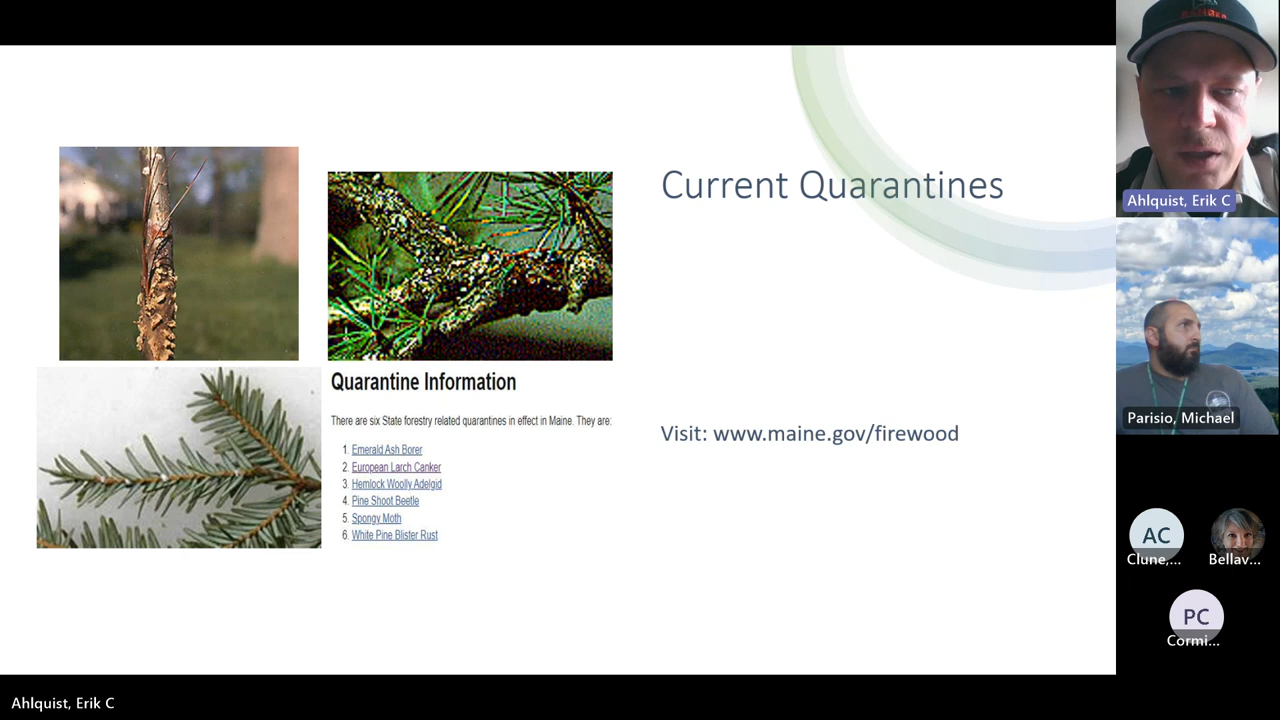 Current Quarantines
Quarantine Information
There are six State forestry related quarantines in effect in Maine. They are:
1. Emerald Ash Borer
2. European Larch Canker
3. Hemlock Woolly Adelgid
4. Pine Shoot Beetle
5. Spongy Moth
6. White Pine Blister Rust
Visit: www.maine.gov/firewood
Ahlquist, Erik C
Parisio, Michael
AC
Clune,...
Bellav...
PC
Cormi...
Ahlquist, Erik C